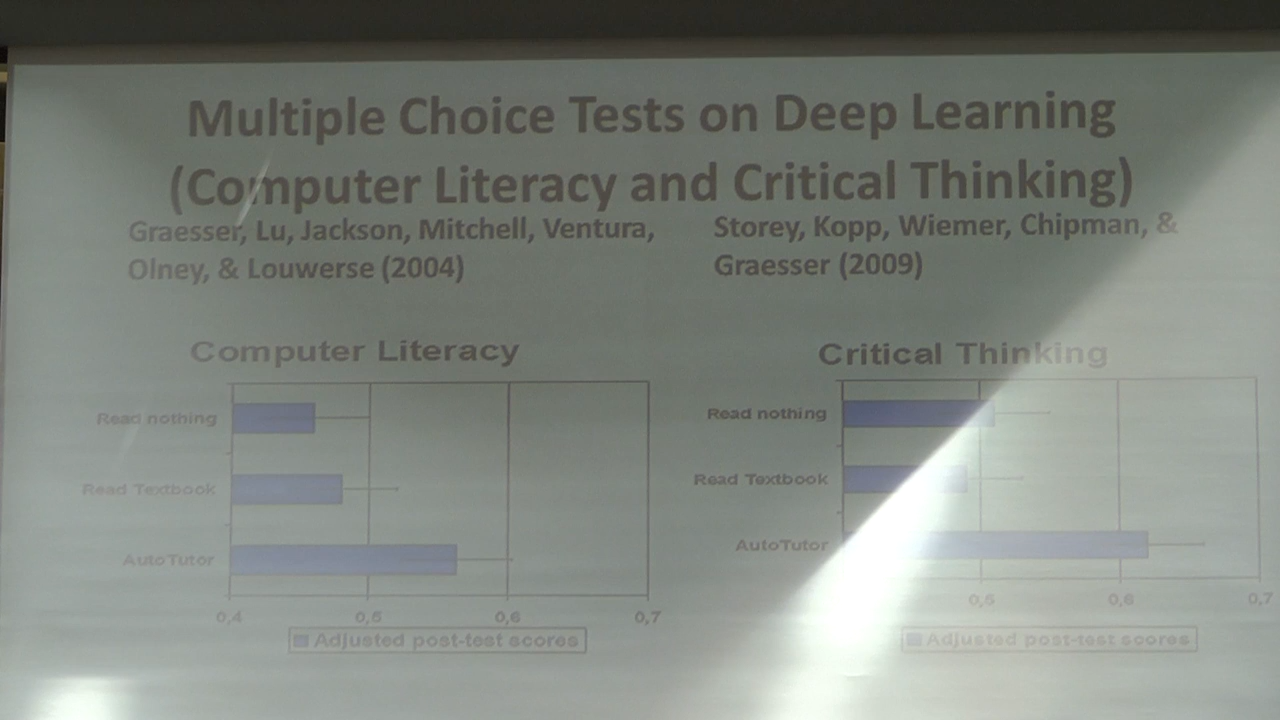 Multiple Choice Tests on Deep Learning
(Computer Literacy and Critical Thinking)
Graesser, Lu, Jackson, Mitchell, Ventura,
Olney, & Louwerse (2004)
Storey, Kopp, Wiemer, Chipman, &
Graesser (2009)
Computer Literacy
Read nothing
Read Textbook
AutoTutor
0,4 0,5 0,6 0,7
Adjusted post-test scores
Critical Thinking
Read nothing
Read Textbook
AutoTutor
0,5 0,6 0,7
Adjusted post-test scores